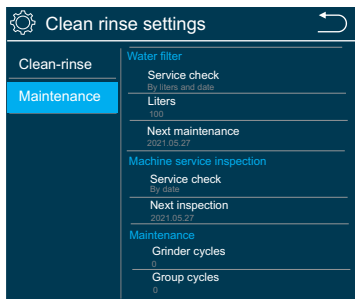 Clean rinse settings
Clean-rinse
Maintenance
Water filter
Service check
By liters and date
Liters
100
Next maintenance
2021.05.27
Machine service inspection
Service check
By date
Next inspection
2021.05.27
Maintenance
Grinder cycles
0
Group cycles
0